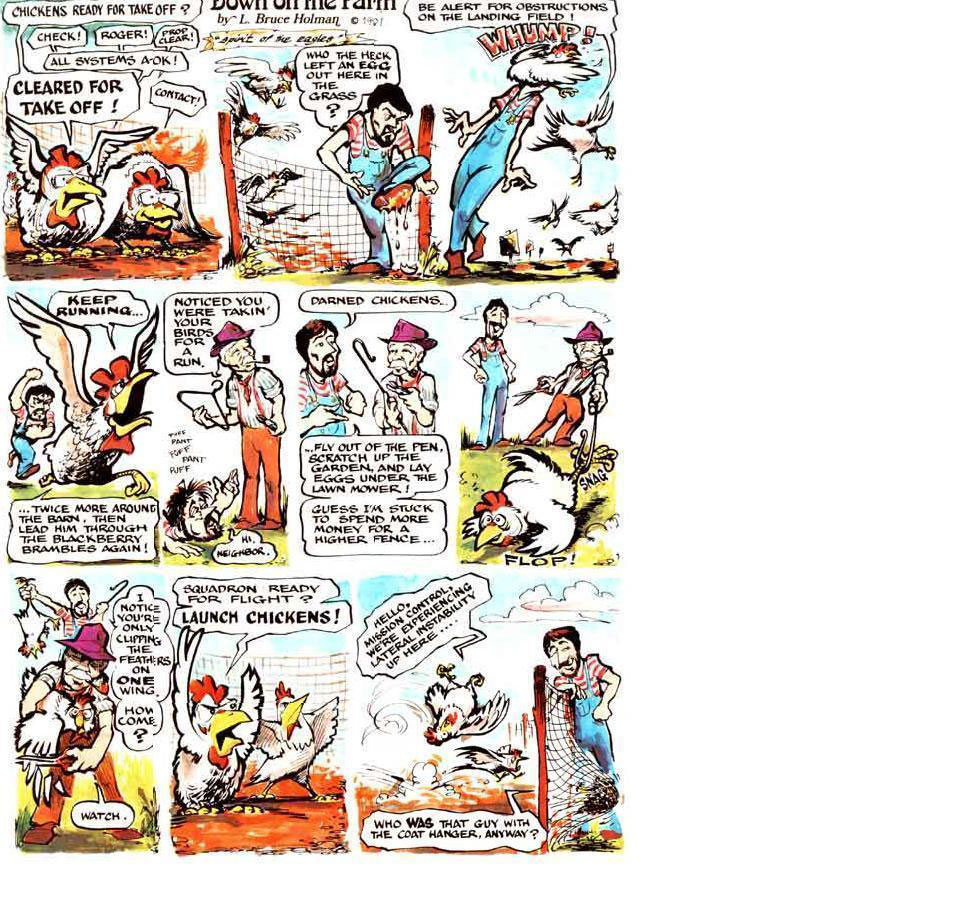 CHICKENS READY FOR TAKE OFF ?
CHECK!
ROGER!
PROP
CLEAR!
ALL SYSTEMS A-OK !
CLEARED FOR
TAKE OFF !
CONTACT!
Down on the Farm
by L. Bruce Holman © 1981
"spirit of the eagles"
WHO THE HECK
LEFT AN EGG
OUT HERE IN
THE
GRASS
?
BE ALERT FOR OBSTRUCTIONS
ON THE LANDING FIELD !
WHUMP!
KEEP
RUNNING...
...TWICE MORE AROUND
THE BARN, THEN
LEAD HIM THROUGH
THE BLACKBERRY
BRAMBLES AGAIN!
NOTICED YOU
WERE TAKIN'
YOUR
BIRDS
FOR
A
RUN.
PUFF
PANT
PUFF
PANT
PUFF
HI,
NEIGHBOR.
DARNED CHICKENS..
...FLY OUT OF THE PEN,
SCRATCH UP THE
GARDEN, AND LAY
EGGS UNDER THE
LAWN MOWER !
GUESS I'M STUCK
TO SPEND MORE
MONEY FOR A
HIGHER FENCE...
SNAG
FLOP!
I
NOTICE
YOU'RE
ONLY
CLIPPING
THE
FEATHERS
ON
ONE
WING.
HOW
COME
?
WATCH.
SQUADRON READY
FOR FLIGHT ?
LAUNCH CHICKENS!
HELLO,
MISSION CONTROL,
WE'RE EXPERIENCING
LATERAL INSTABILITY
UP HERE ....
WHO WAS THAT GUY WITH
THE COAT HANGER, ANYWAY?